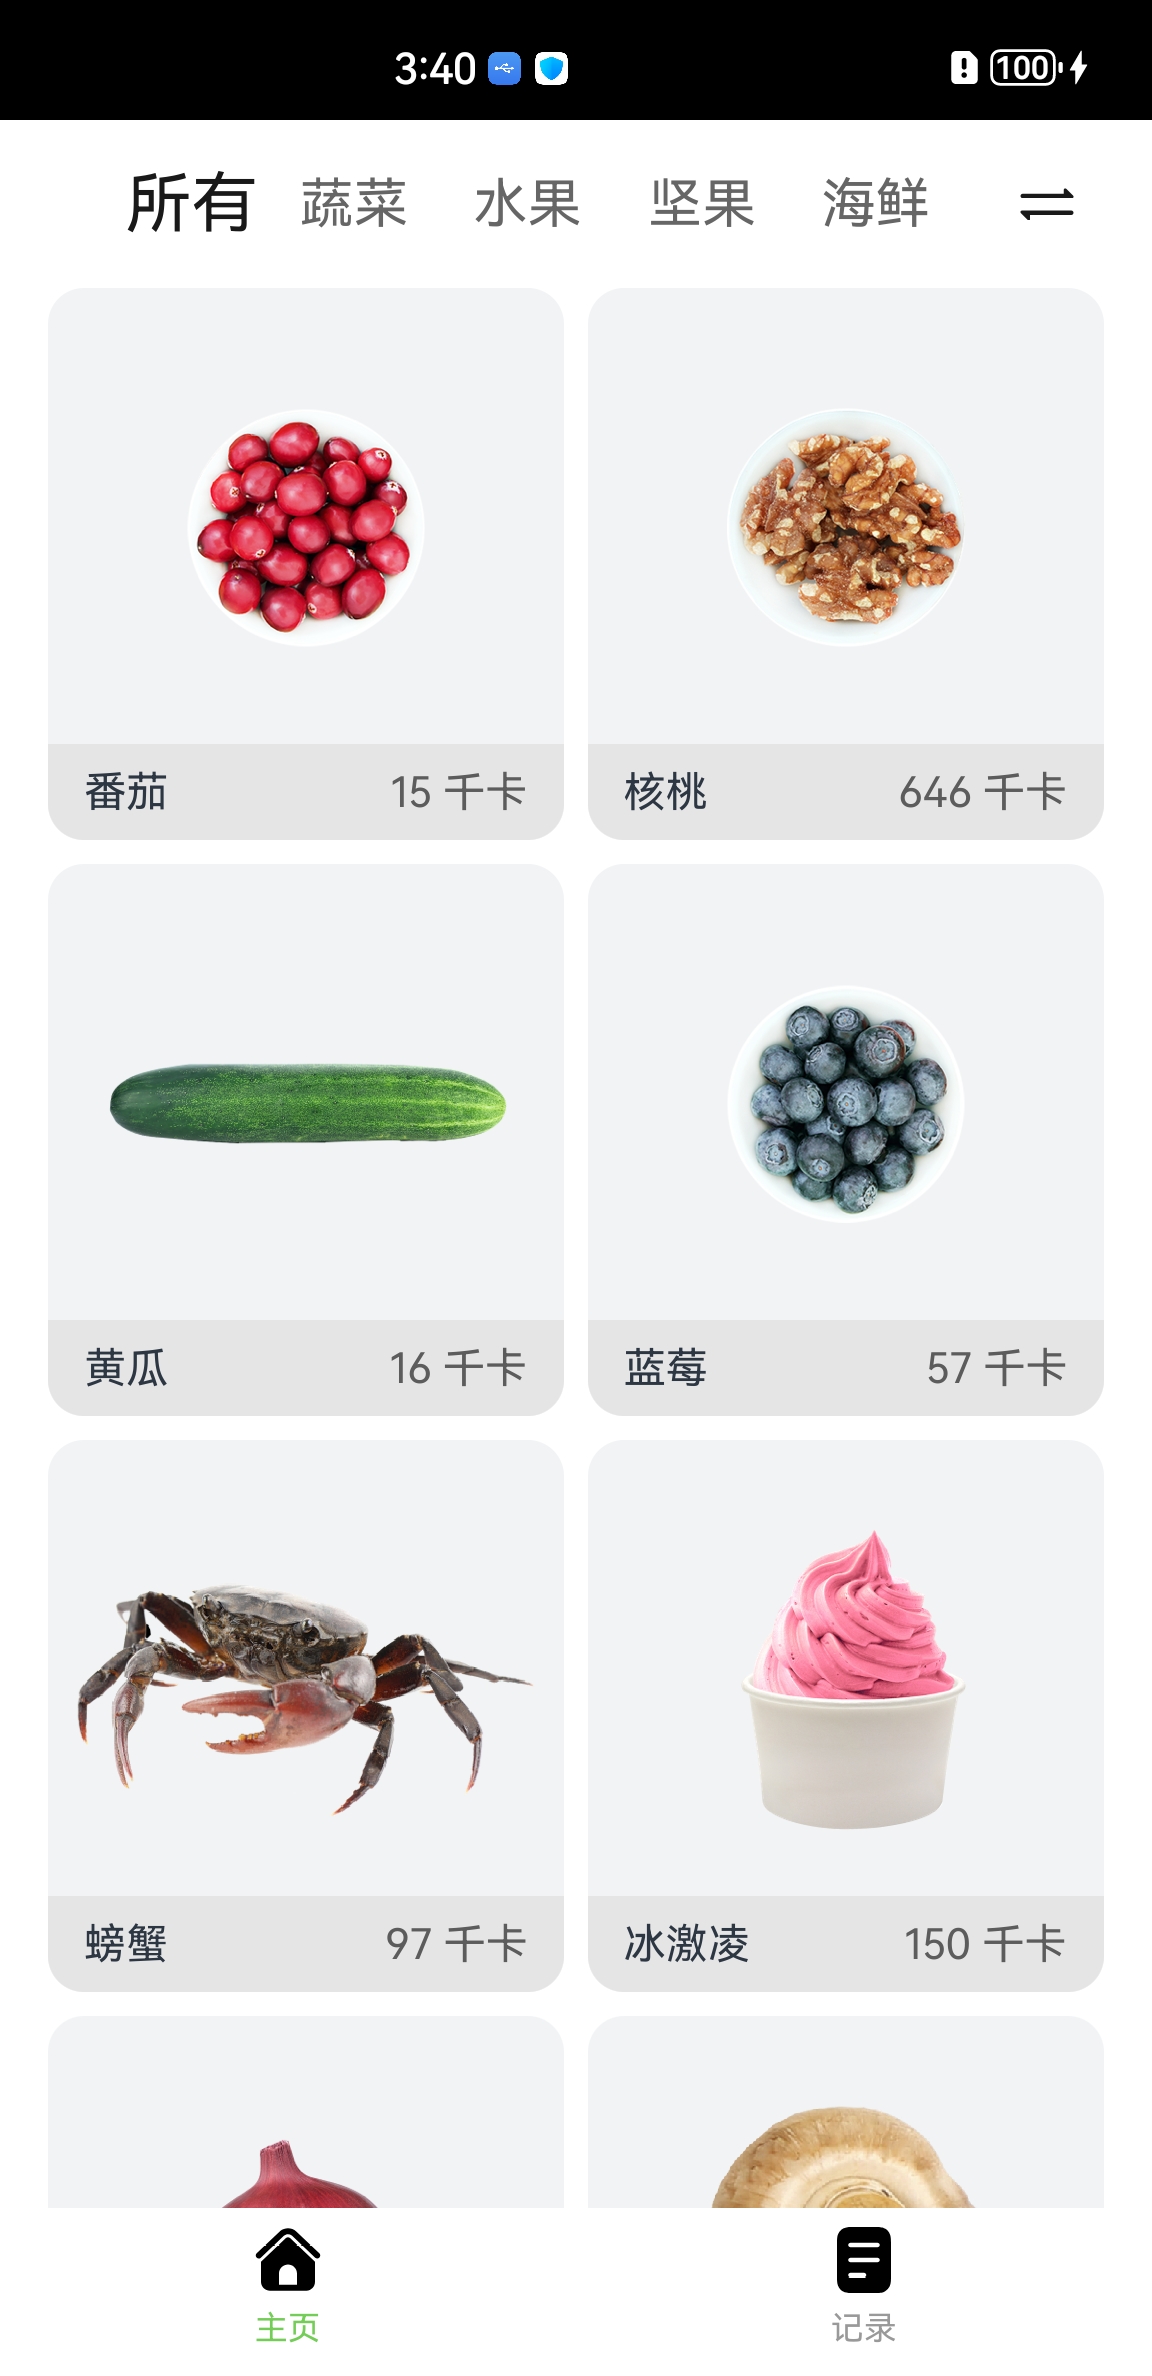 3:40
100
所有 蔬菜 水果 坚果 海鲜
番茄 15 千卡
核桃 646 千卡
黄瓜 16 千卡
蓝莓 57 千卡
螃蟹 97 千卡
冰激凌 150 千卡
主页 记录